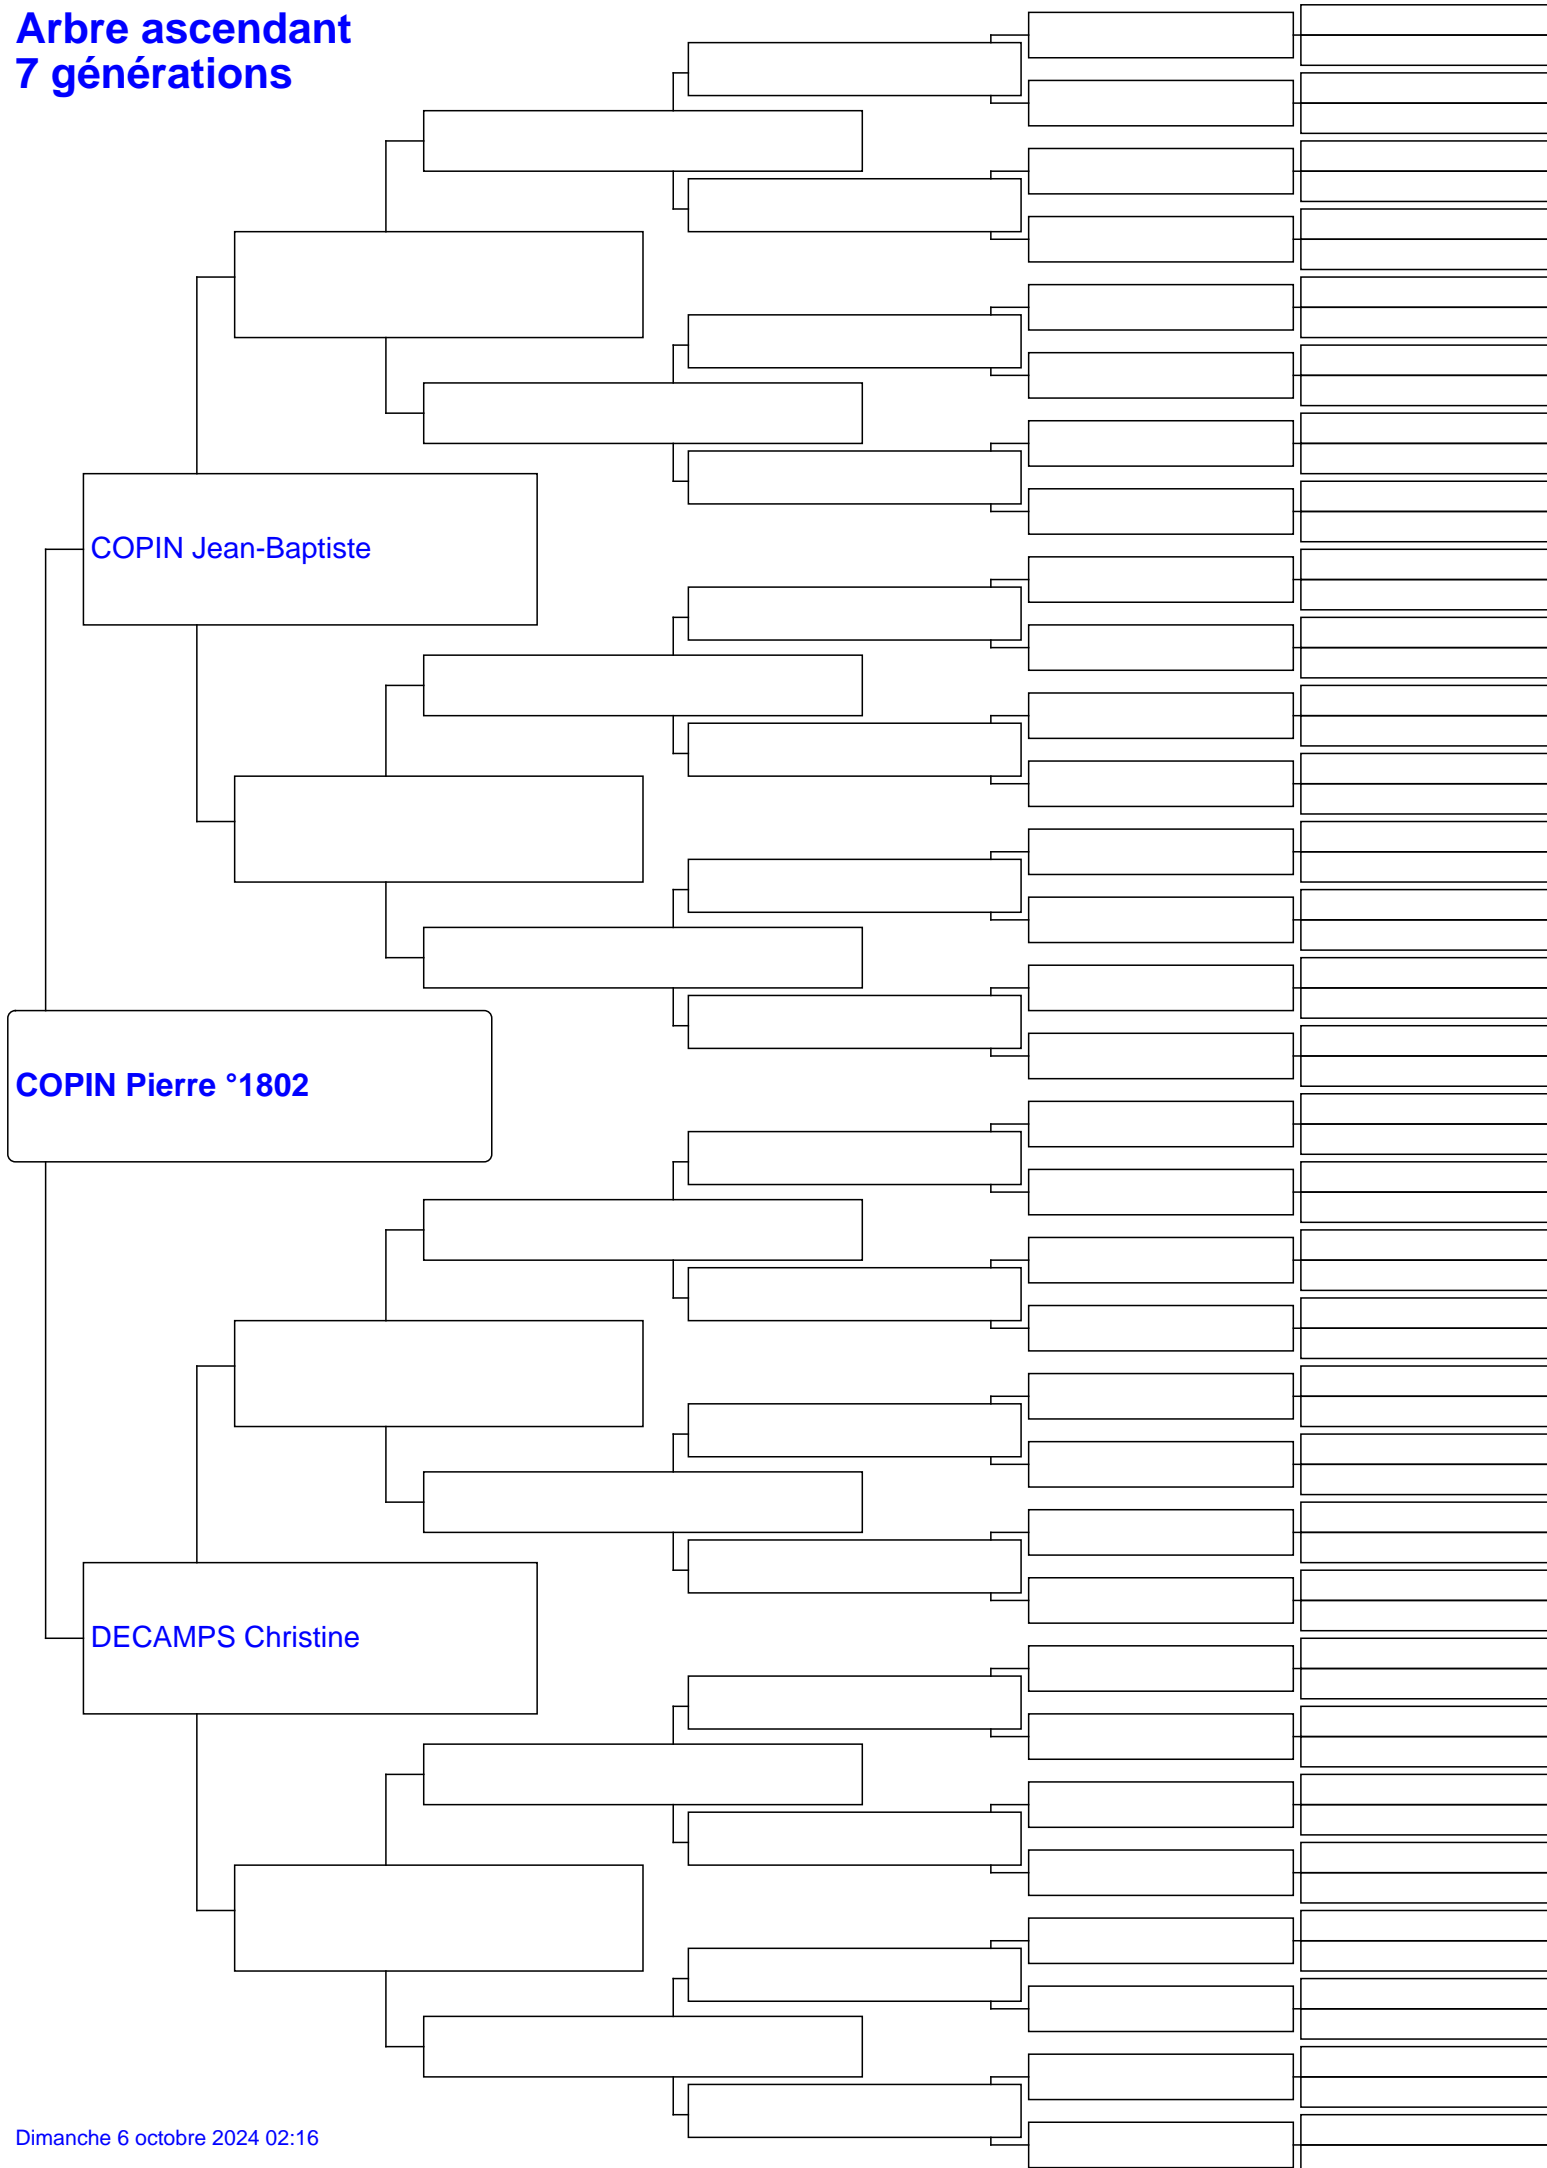 Arbre ascendant
7 générations
COPIN Jean-Baptiste
COPIN Pierre °1802
DECAMPS Christine
Dimanche 6 octobre 2024 02:16